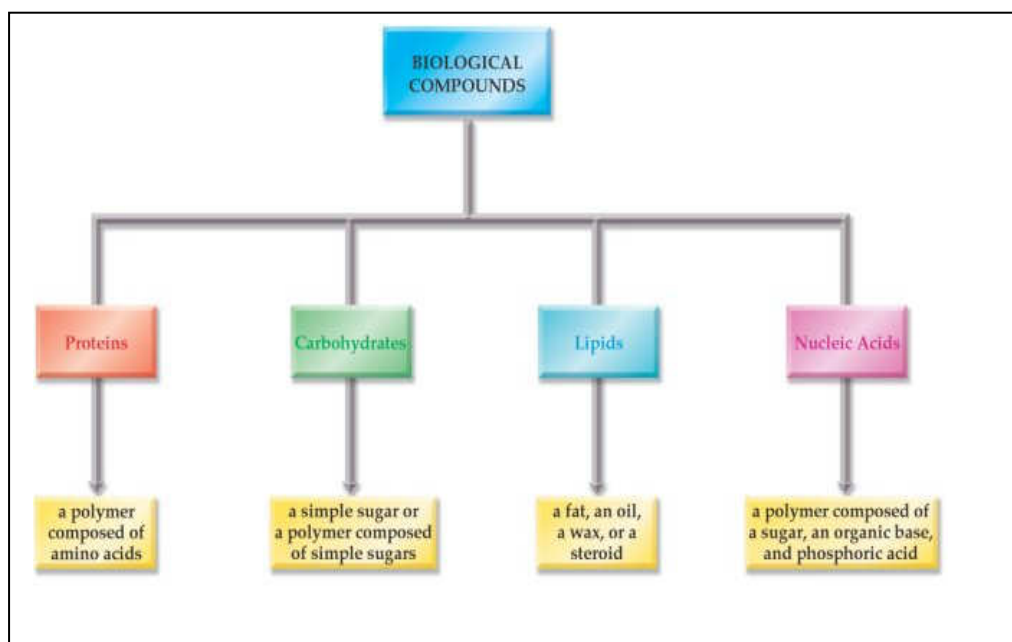 BIOLOGICAL
COMPOUNDS
Proteins
Carbohydrates
Lipids
Nucleic Acids
a polymer
composed of
amino acids
a simple sugar or
a polymer composed
of simple sugars
a fat, an oil,
a wax, or a
steroid
a polymer composed of
a sugar, an organic base,
and phosphoric acid